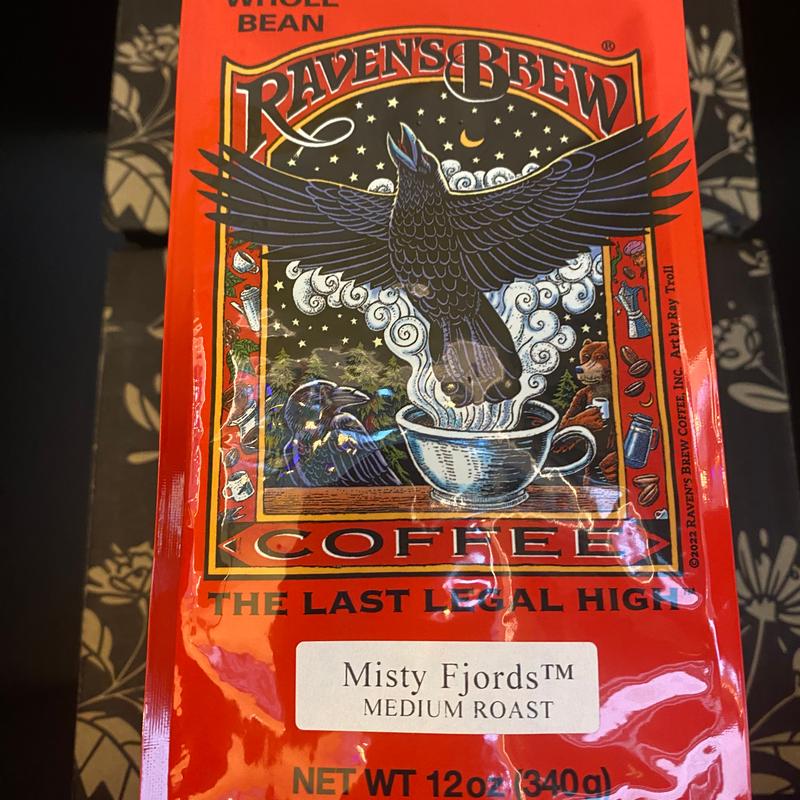 WHOLE
BEAN
RAVEN'S BREW®
COFFEE
THE LAST LEGAL HIGH™
©2022 RAVEN'S BREW COFFEE, INC. Art by Ray Troll
Misty Fjords™
MEDIUM ROAST
NET WT 12 oz (340g)